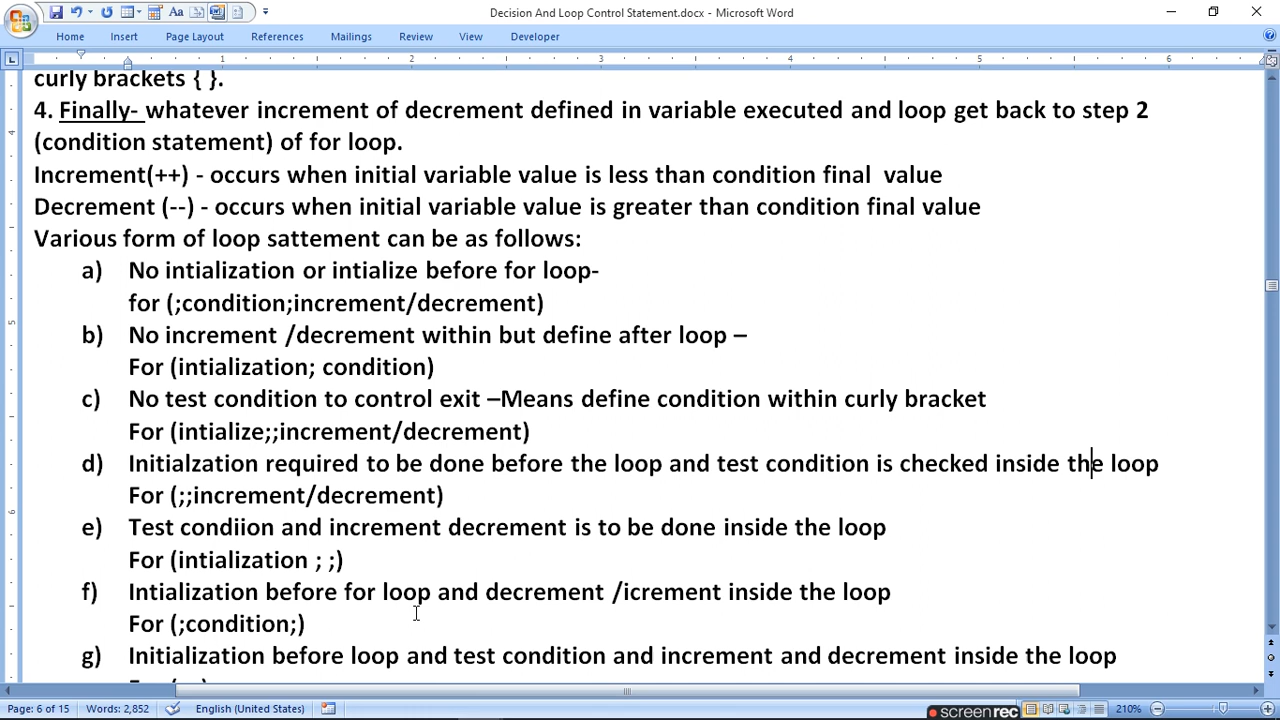 Decision And Loop Control Statement.docx - Microsoft Word
Home Insert Page Layout References Mailings Review View Developer
1 2 3 4 5 6
curly brackets { }.
4. Finally- whatever increment of decrement defined in variable executed and loop get back to step 2
(condition statement) of for loop.
Increment(++) - occurs when initial variable value is less than condition final value
Decrement (--) - occurs when initial variable value is greater than condition final value
Various form of loop sattement can be as follows:
a) No intialization or intialize before for loop-
for (;condition;increment/decrement)
b) No increment /decrement within but define after loop –
For (intialization; condition)
c) No test condition to control exit –Means define condition within curly bracket
For (intialize;;increment/decrement)
d) Initialzation required to be done before the loop and test condition is checked inside the loop
For (;;increment/decrement)
e) Test condiion and increment decrement is to be done inside the loop
For (intialization ; ;)
f) Intialization before for loop and decrement /icrement inside the loop
For (;condition;)
g) Initialization before loop and test condition and increment and decrement inside the loop
Page: 6 of 15 Words: 2,852 English (United States) screenrec 210%